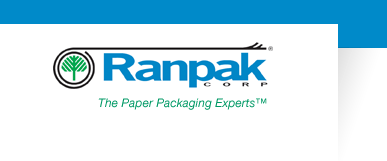 Ranpak®
CORP
The Paper Packaging Experts™